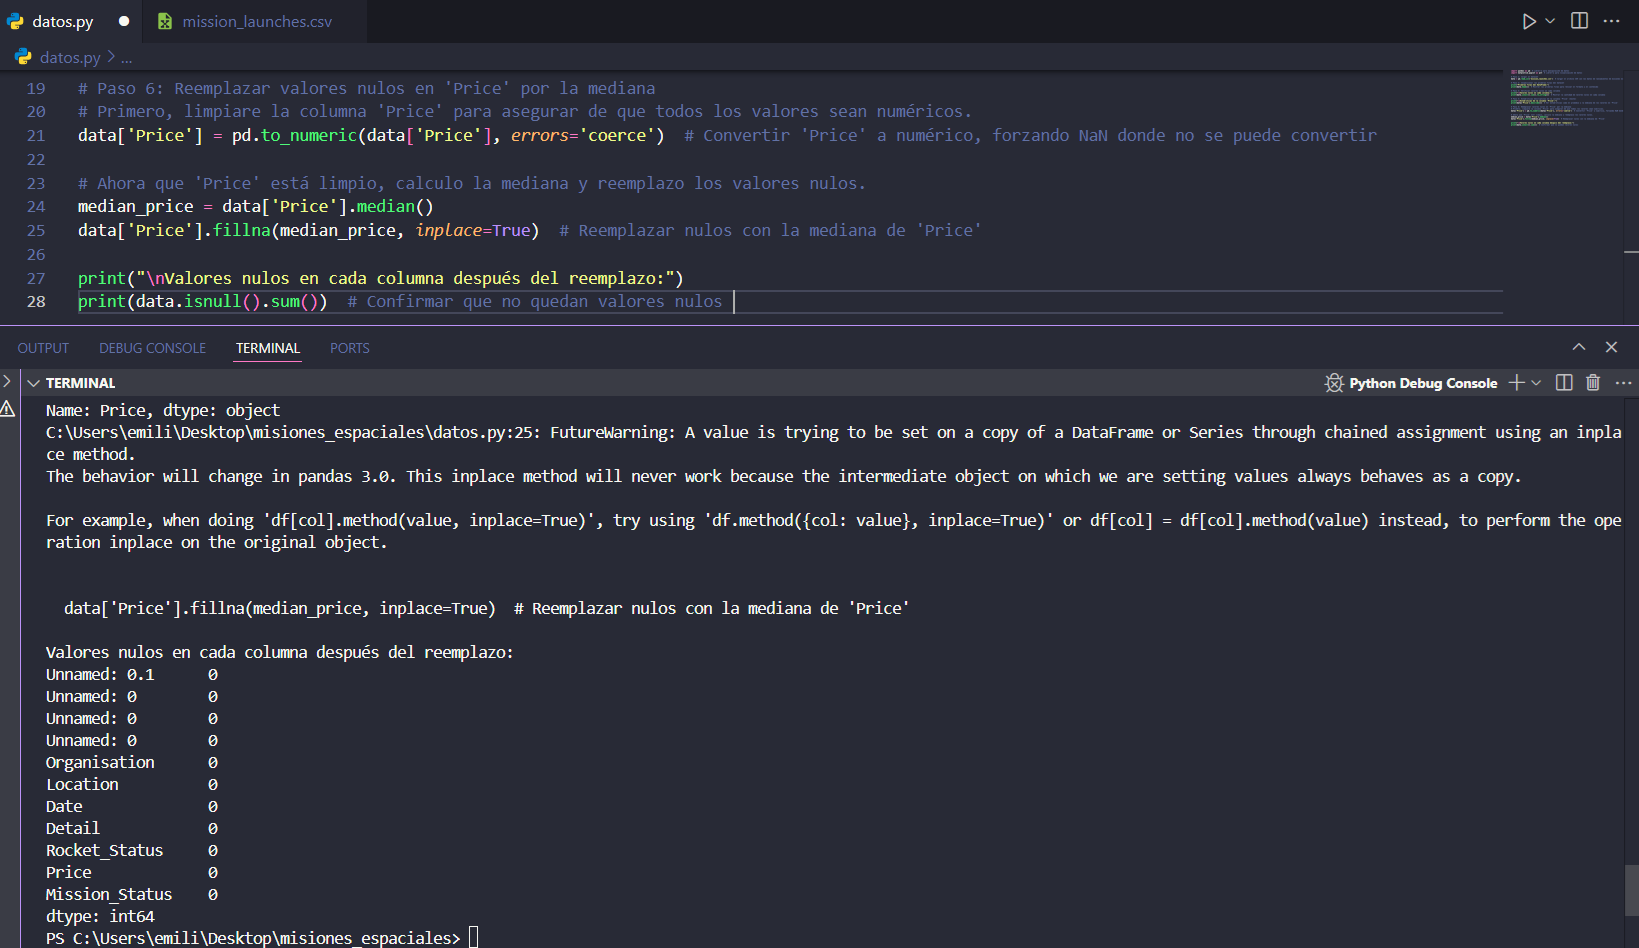 datos.py
mission_launches.csv
datos.py > ...
19 # Paso 6: Reemplazar valores nulos en 'Price' por la mediana
20 # Primero, limpiare la columna 'Price' para asegurar de que todos los valores sean numéricos.
21 data['Price'] = pd.to_numeric(data['Price'], errors='coerce')  # Convertir 'Price' a numérico, forzando NaN donde no se puede convertir
22
23 # Ahora que 'Price' está limpio, calculo la mediana y reemplazo los valores nulos.
24 median_price = data['Price'].median()
25 data['Price'].fillna(median_price, inplace=True)  # Reemplazar nulos con la mediana de 'Price'
26
27 print("\nValores nulos en cada columna después del reemplazo:")
28 print(data.isnull().sum())  # Confirmar que no quedan valores nulos
OUTPUT DEBUG CONSOLE TERMINAL PORTS
TERMINAL
Python Debug Console
Name: Price, dtype: object
C:\Users\emili\Desktop\misiones_espaciales\datos.py:25: FutureWarning: A value is trying to be set on a copy of a DataFrame or Series through chained assignment using an inpla
ce method.
The behavior will change in pandas 3.0. This inplace method will never work because the intermediate object on which we are setting values always behaves as a copy.
For example, when doing 'df[col].method(value, inplace=True)', try using 'df.method({col: value}, inplace=True)' or df[col] = df[col].method(value) instead, to perform the ope
ration inplace on the original object.
data['Price'].fillna(median_price, inplace=True)  # Reemplazar nulos con la mediana de 'Price'
Valores nulos en cada columna después del reemplazo:
Unnamed: 0.1      0
Unnamed: 0        0
Unnamed: 0        0
Unnamed: 0        0
Organisation      0
Location          0
Date              0
Detail            0
Rocket_Status     0
Price             0
Mission_Status    0
dtype: int64
PS C:\Users\emili\Desktop\misiones_espaciales>